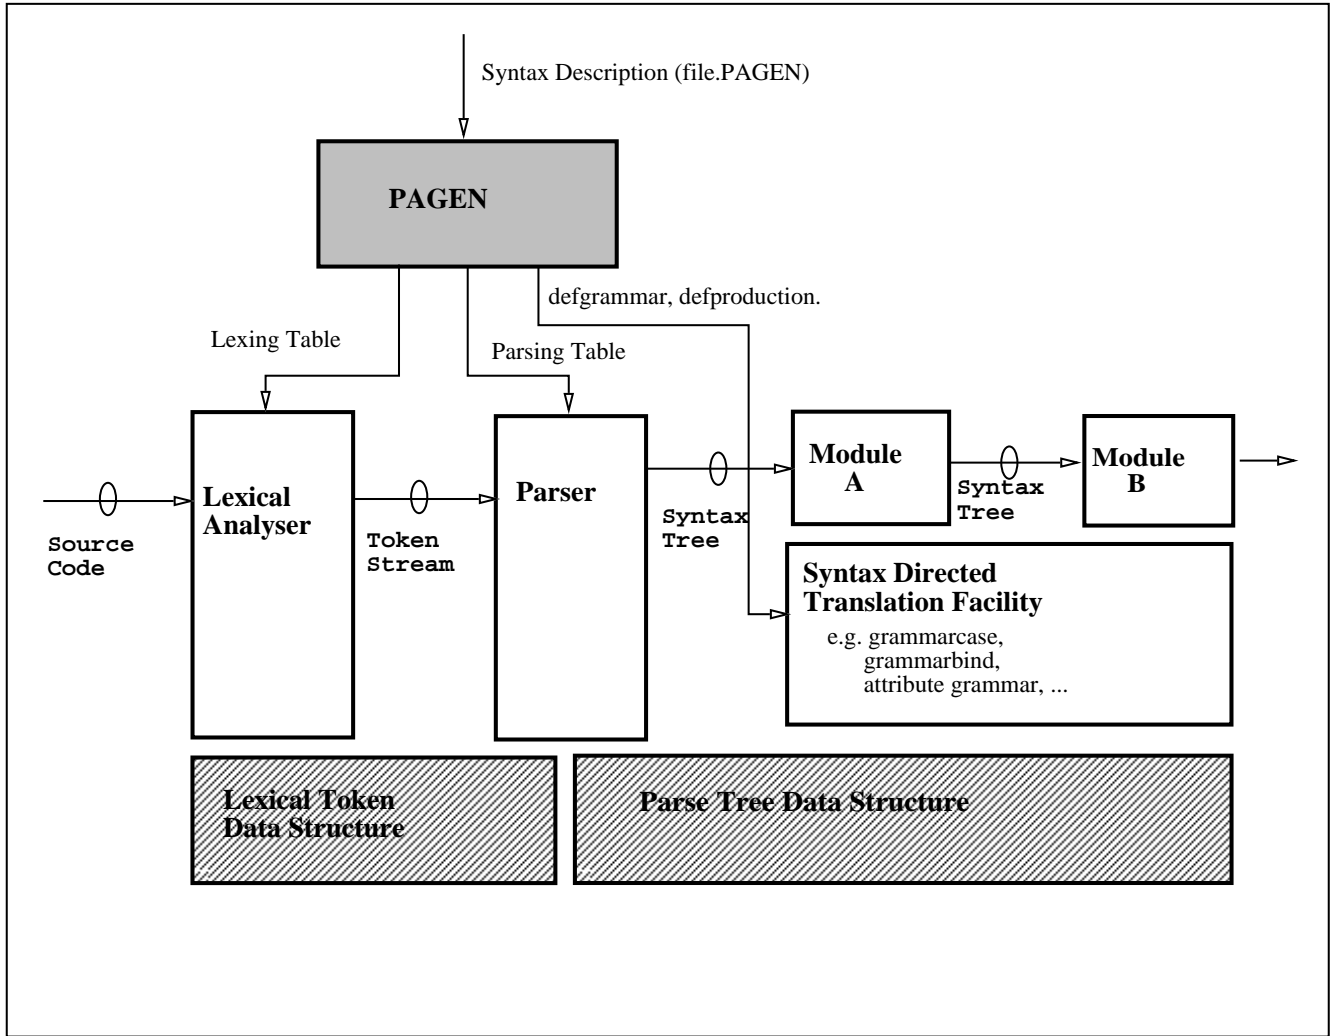 Syntax Description (file.PAGEN)
PAGEN
defgrammar, defproduction.
Lexing Table
Parsing Table
Source
Code
Lexical
Analyser
Token
Stream
Parser
Syntax
Tree
Module
A
Syntax
Tree
Module
B
Syntax Directed
Translation Facility
e.g. grammarcase,
grammarbind,
attribute grammar, ...
Lexical Token
Data Structure
Parse Tree Data Structure